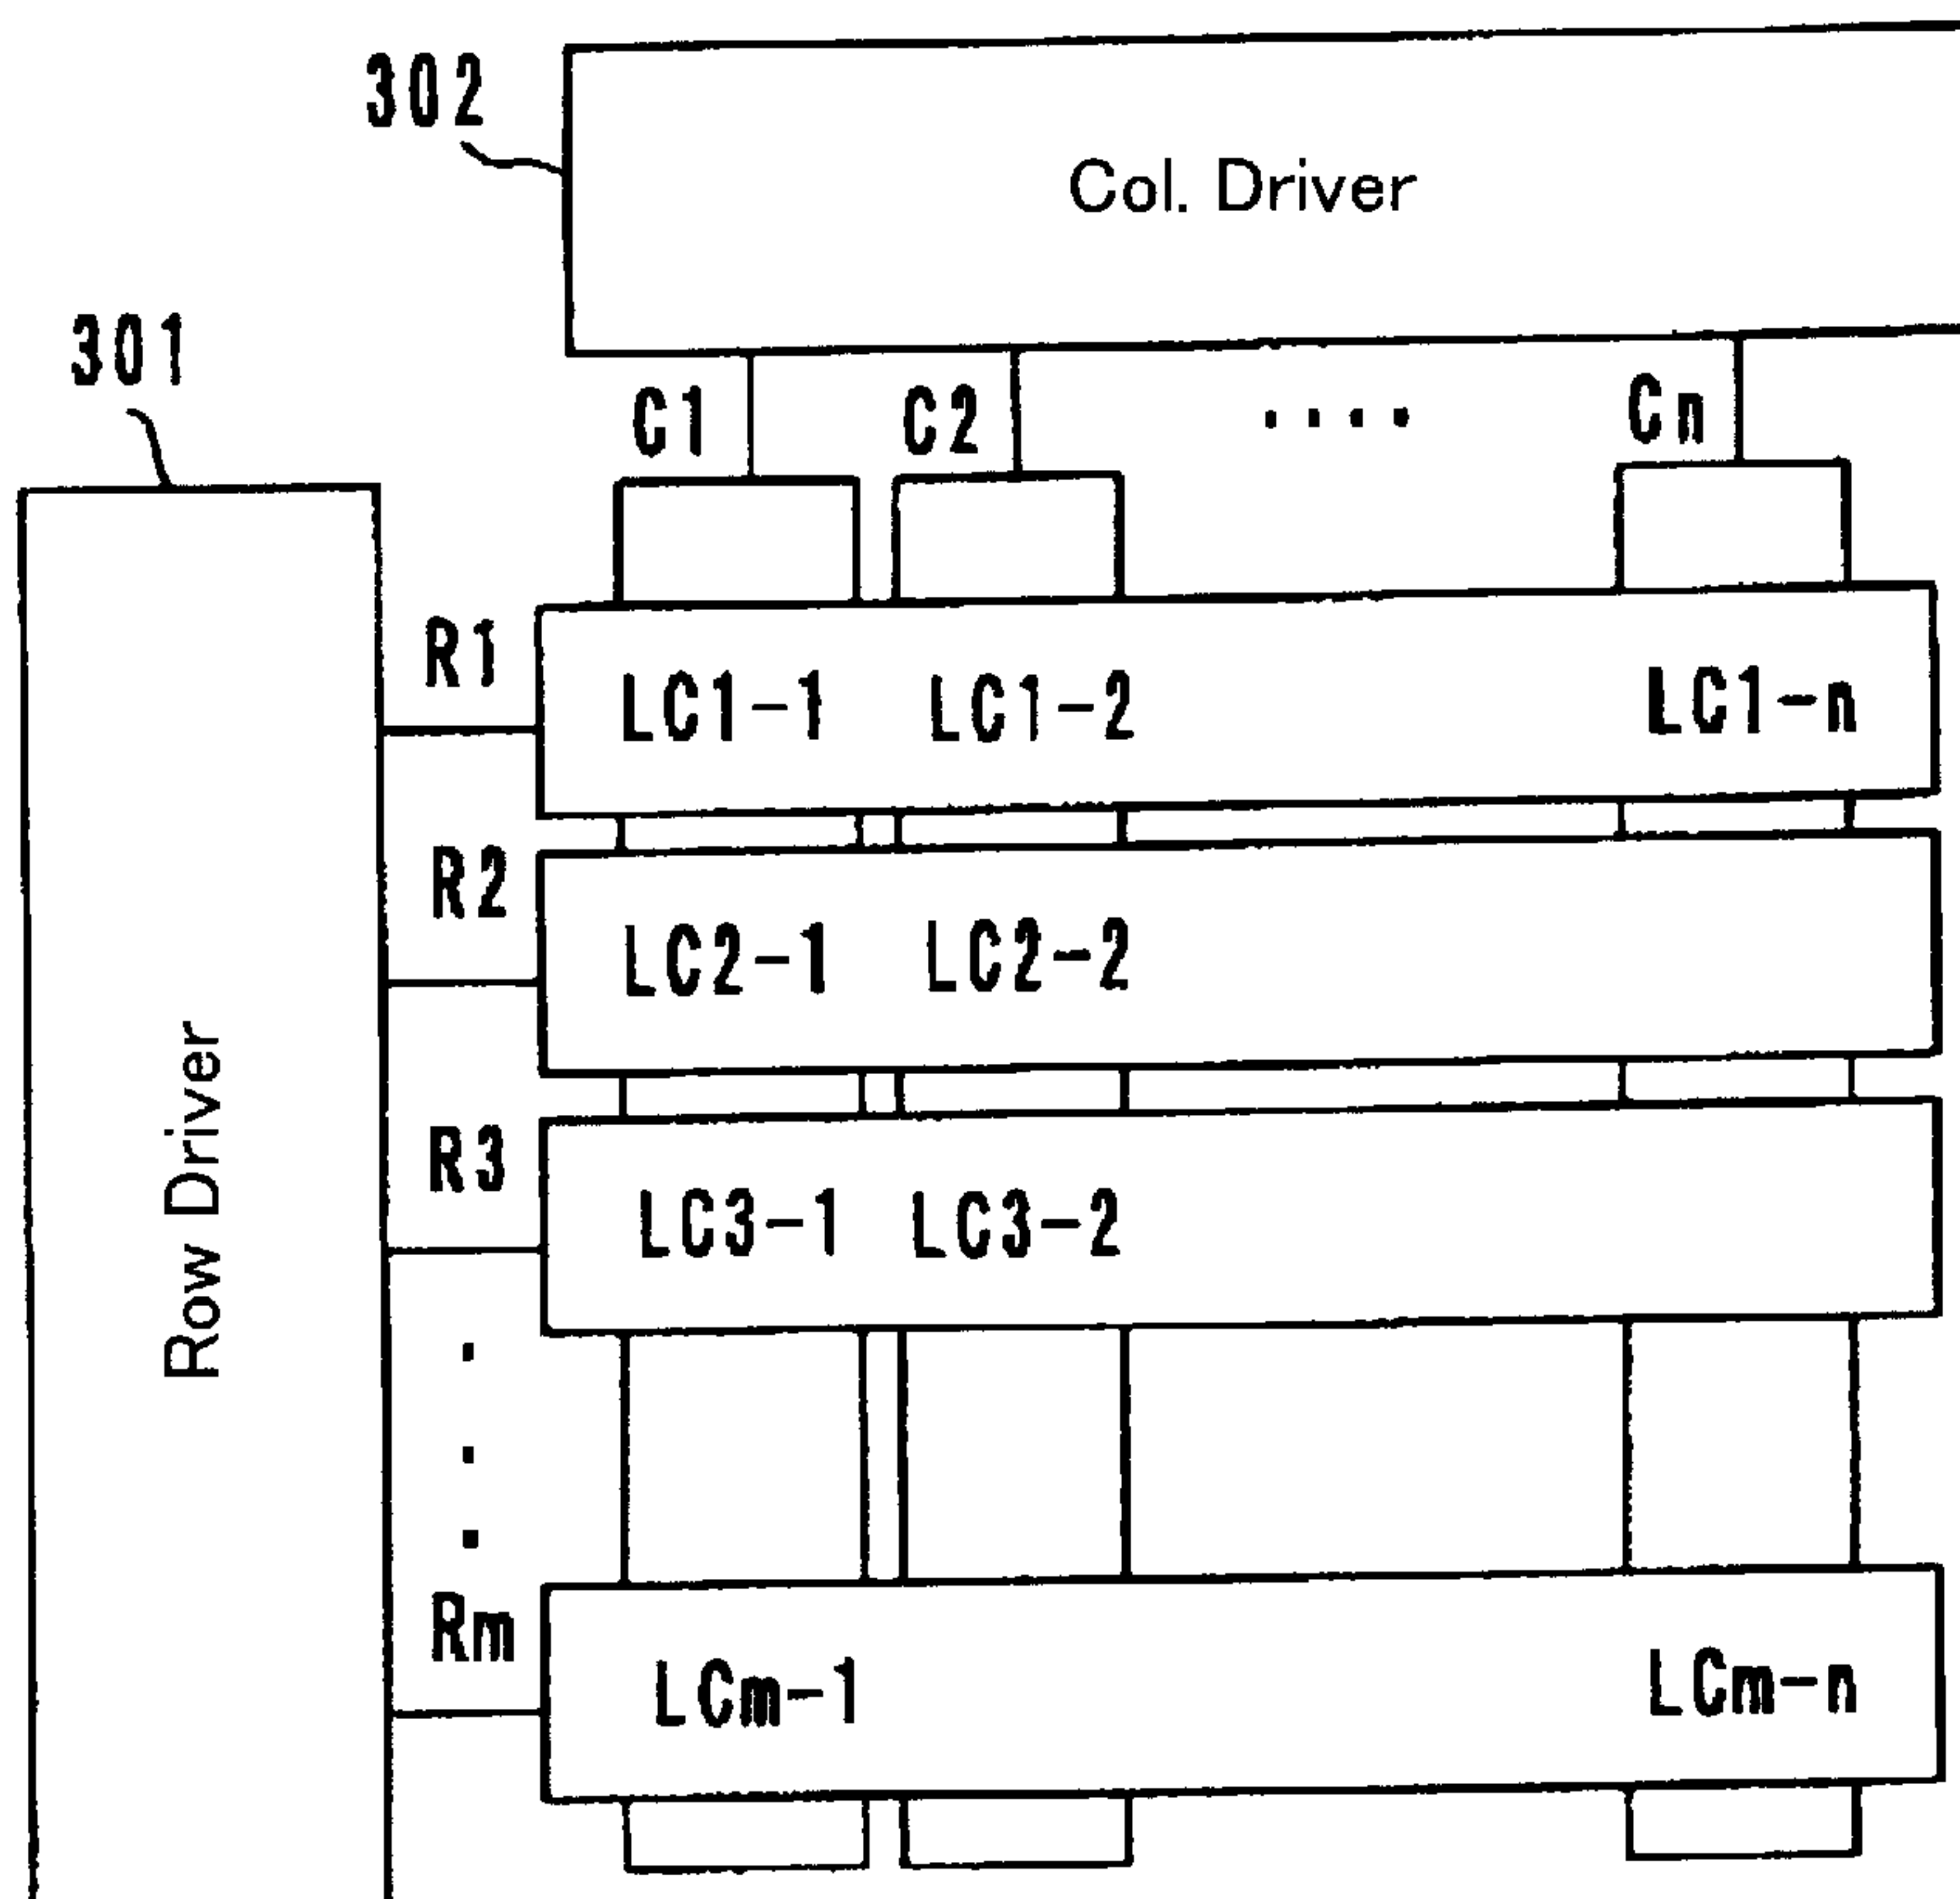 302
Col. Driver
301
C1 C2 .... Cn
R1
LC1-1 LC1-2 LC1-n
R2
LC2-1 LC2-2
Row Driver
R3
LC3-1 LC3-2
Rm
LCm-1 LCm-n